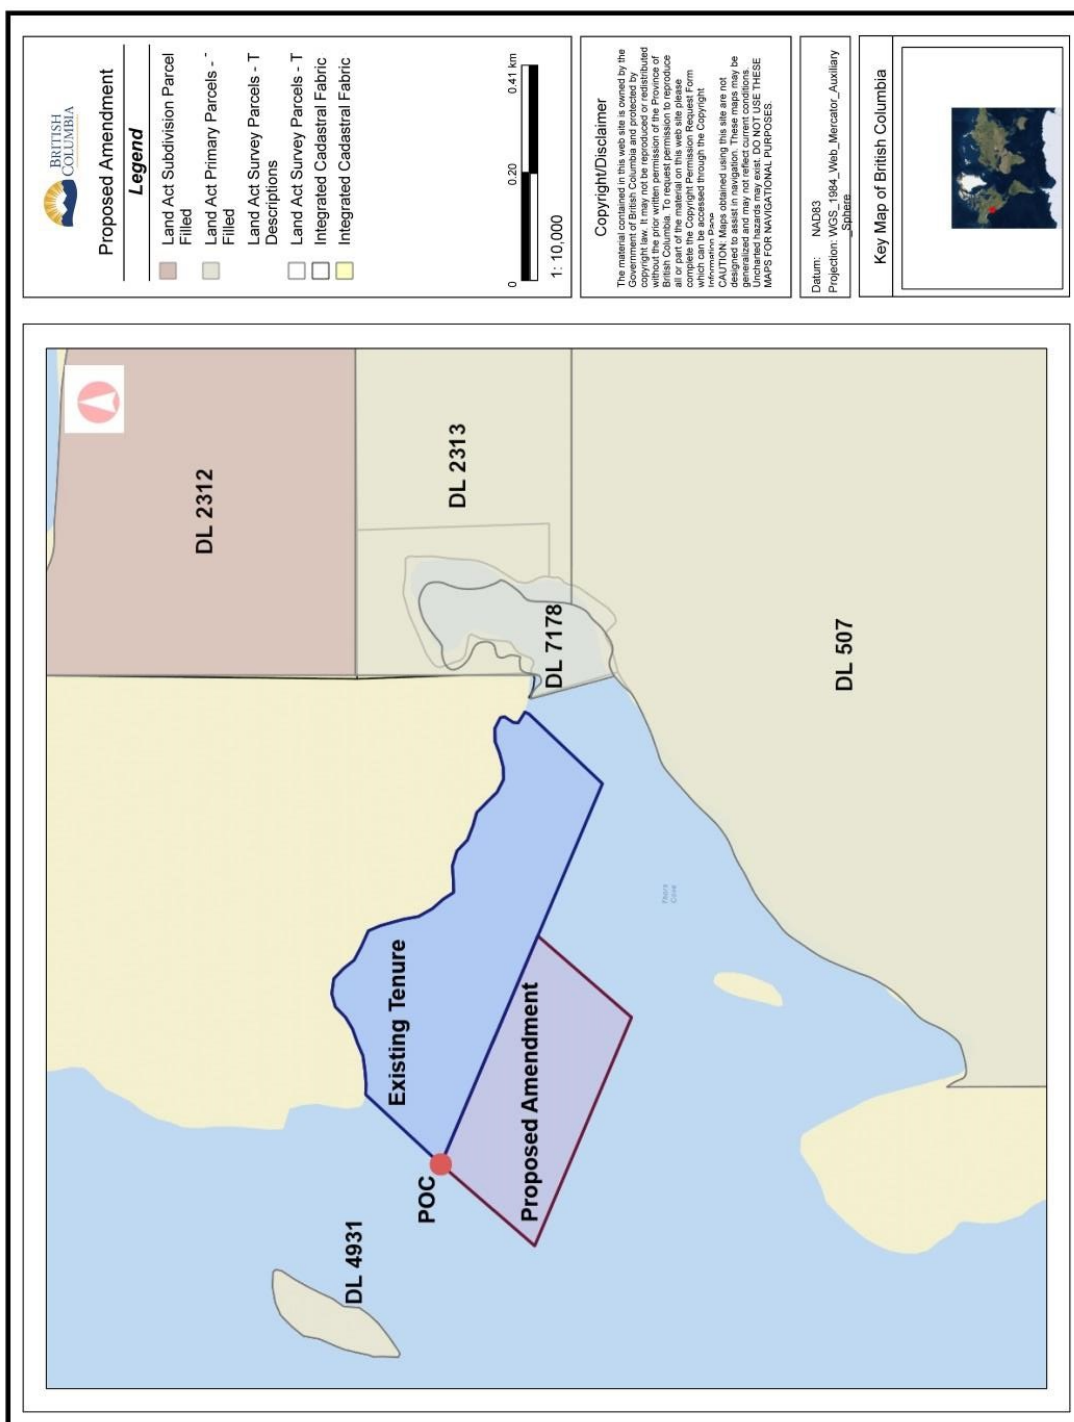 BRITISH
COLUMBIA
Proposed Amendment
Legend
Land Act Subdivision Parcel
Filled
Land Act Primary Parcels - T
Filled
Land Act Survey Parcels - T
Descriptions
Land Act Survey Parcels - T
Integrated Cadastral Fabric
Integrated Cadastral Fabric
0
0.20
0.41 km
1: 10,000
Copyright/Disclaimer
The material contained in this web site is owned by the
Government of British Columbia and protected by
copyright law. It may not be reproduced or redistributed
without the prior written permission of the Province of
British Columbia. To request permission to reproduce
all or part of the material on this web site please
complete the Copyright Permission Request Form
which can be accessed through the Copyright
Information Page.
CAUTION: Maps obtained using this site are not
designed to assist in navigation. These maps may be
generalized and may not reflect current conditions.
Uncharted hazards may exist. DO NOT USE THESE
MAPS FOR NAVIGATIONAL PURPOSES.
Datum: NAD83
Projection: WGS_1984_Web_Mercator_Auxiliary
_Sphere
Key Map of British Columbia
DL 2312
DL 2313
DL 7178
DL 507
Existing Tenure
Proposed Amendment
POC
DL 4931
Cove